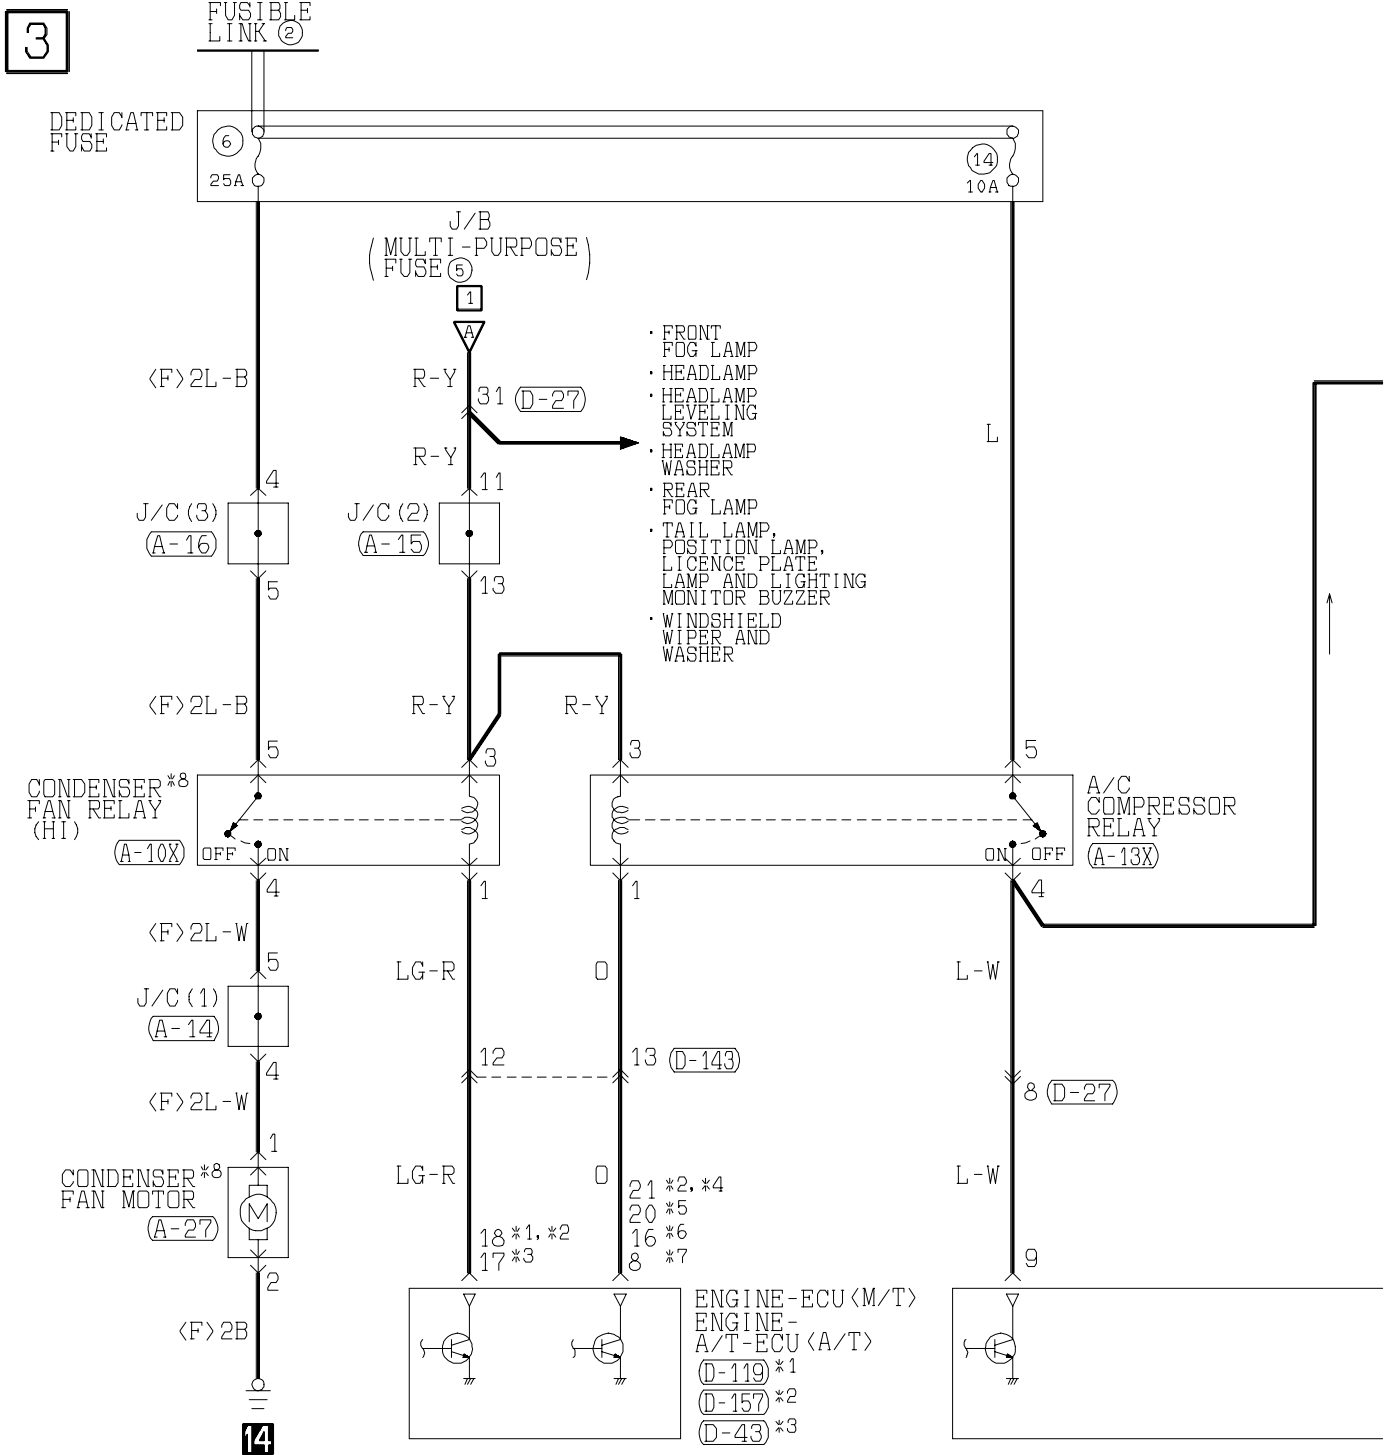 3
FUSIBLE
LINK ②
DEDICATED
FUSE
6
25A
14
10A
J/B
(MULTI-PURPOSE
FUSE ⑤)
1
A
· FRONT
FOG LAMP
· HEADLAMP
· HEADLAMP
LEVELING
SYSTEM
· HEADLAMP
WASHER
· REAR
FOG LAMP
· TAIL LAMP,
POSITION LAMP,
LICENCE PLATE
LAMP AND LIGHTING
MONITOR BUZZER
· WINDSHIELD
WIPER AND
WASHER
<F>2L-B
R-Y
31 (D-27)
R-Y
L
4
11
J/C(3)
(A-16)
J/C(2)
(A-15)
5
13
<F>2L-B
R-Y
R-Y
5
3
3
5
CONDENSER*8
FAN RELAY
(HI)
(A-10X)
OFF
ON
A/C
COMPRESSOR
RELAY
(A-13X)
ON
OFF
4
1
1
4
<F>2L-W
LG-R
O
L-W
5
J/C(1)
(A-14)
4
12
13 (D-143)
8 (D-27)
<F>2L-W
1
CONDENSER*8
FAN MOTOR
(A-27)
M
2
LG-R
O
L-W
21 *2,*4
20 *5
16 *6
8 *7
18 *1,*2
17 *3
9
<F>2B
14
ENGINE-ECU<M/T>
ENGINE-
A/T-ECU<A/T>
(D-119)*1
(D-157)*2
(D-43)*3